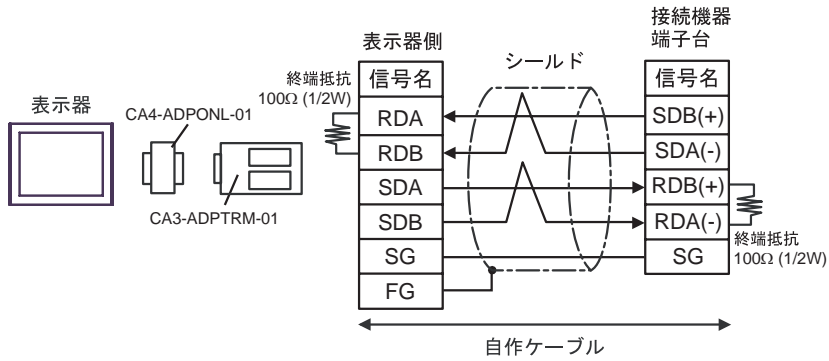 表示器
CA4-ADPONL-01
CA3-ADPTRM-01
終端抵抗
100Ω (1/2W)
表示器側
信号名
RDA
RDB
SDA
SDB
SG
FG
シールド
接続機器
端子台
信号名
SDB(+)
SDA(-)
RDB(+)
RDA(-)
SG
終端抵抗
100Ω (1/2W)
自作ケーブル